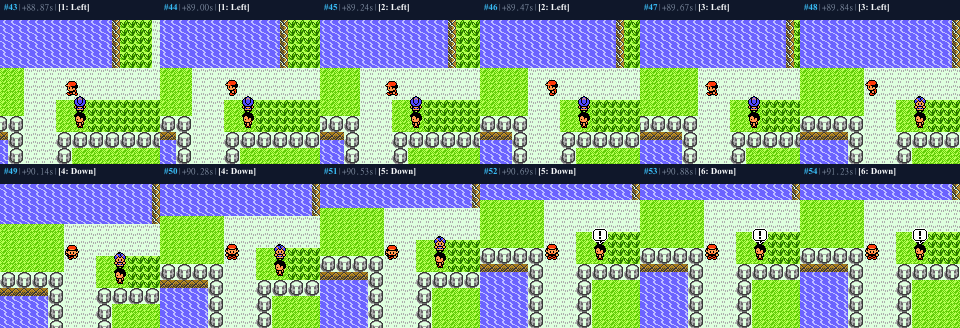 #43|+88.87s|[1: Left]
#44|+89.00s|[1: Left]
#45|+89.24s|[2: Left]
#46|+89.47s|[2: Left]
#47|+89.67s|[3: Left]
#48|+89.84s|[3: Left]
#49|+90.14s|[4: Down]
#50|+90.28s|[4: Down]
#51|+90.53s|[5: Down]
#52|+90.69s|[5: Down]
#53|+90.88s|[6: Down]
#54|+91.23s|[6: Down]
!
!
!